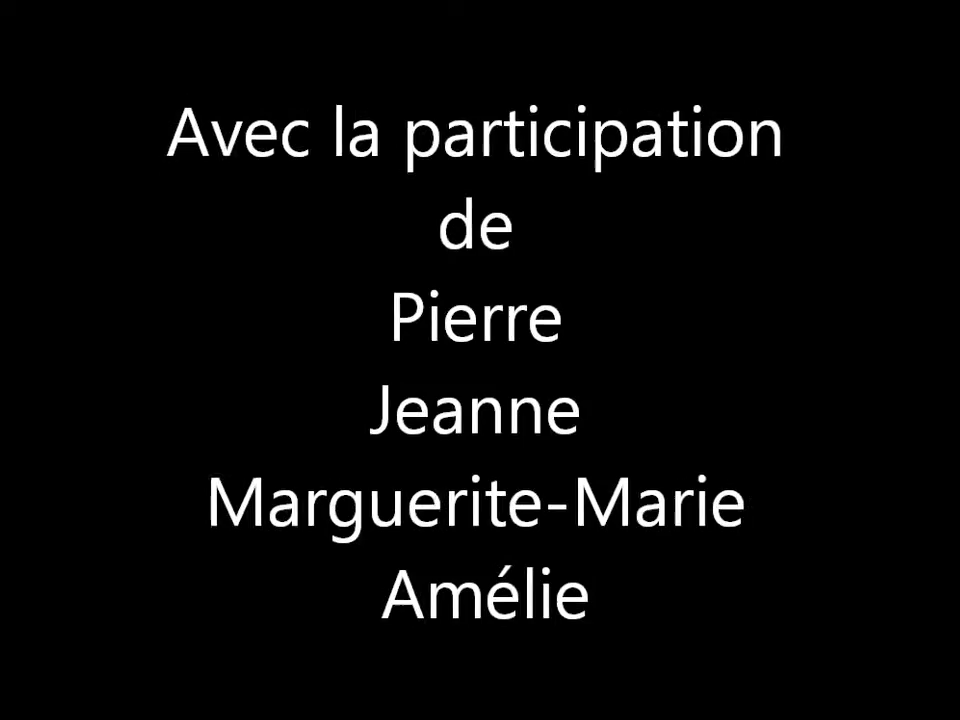 Avec la participation
de
Pierre
Jeanne
Marguerite-Marie
Amélie